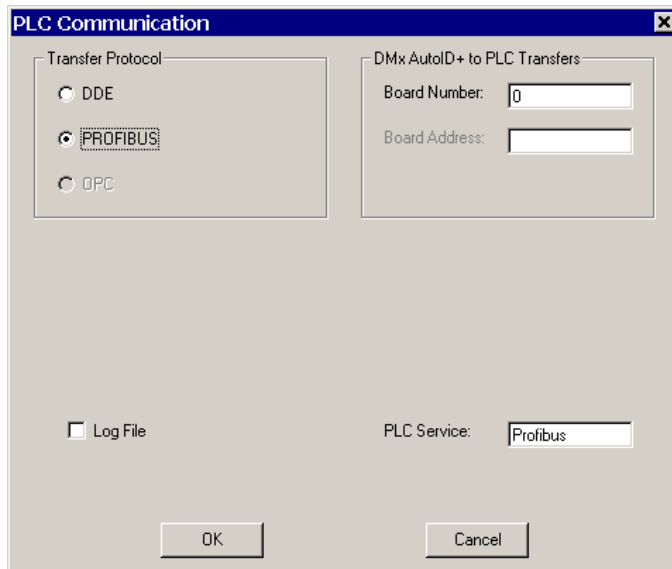 PLC Communication
Transfer Protocol
DDE
PROFIBUS
OPC
DMx AutoID+ to PLC Transfers
Board Number: 0
Board Address:
Log File
PLC Service: Profibus
OK
Cancel